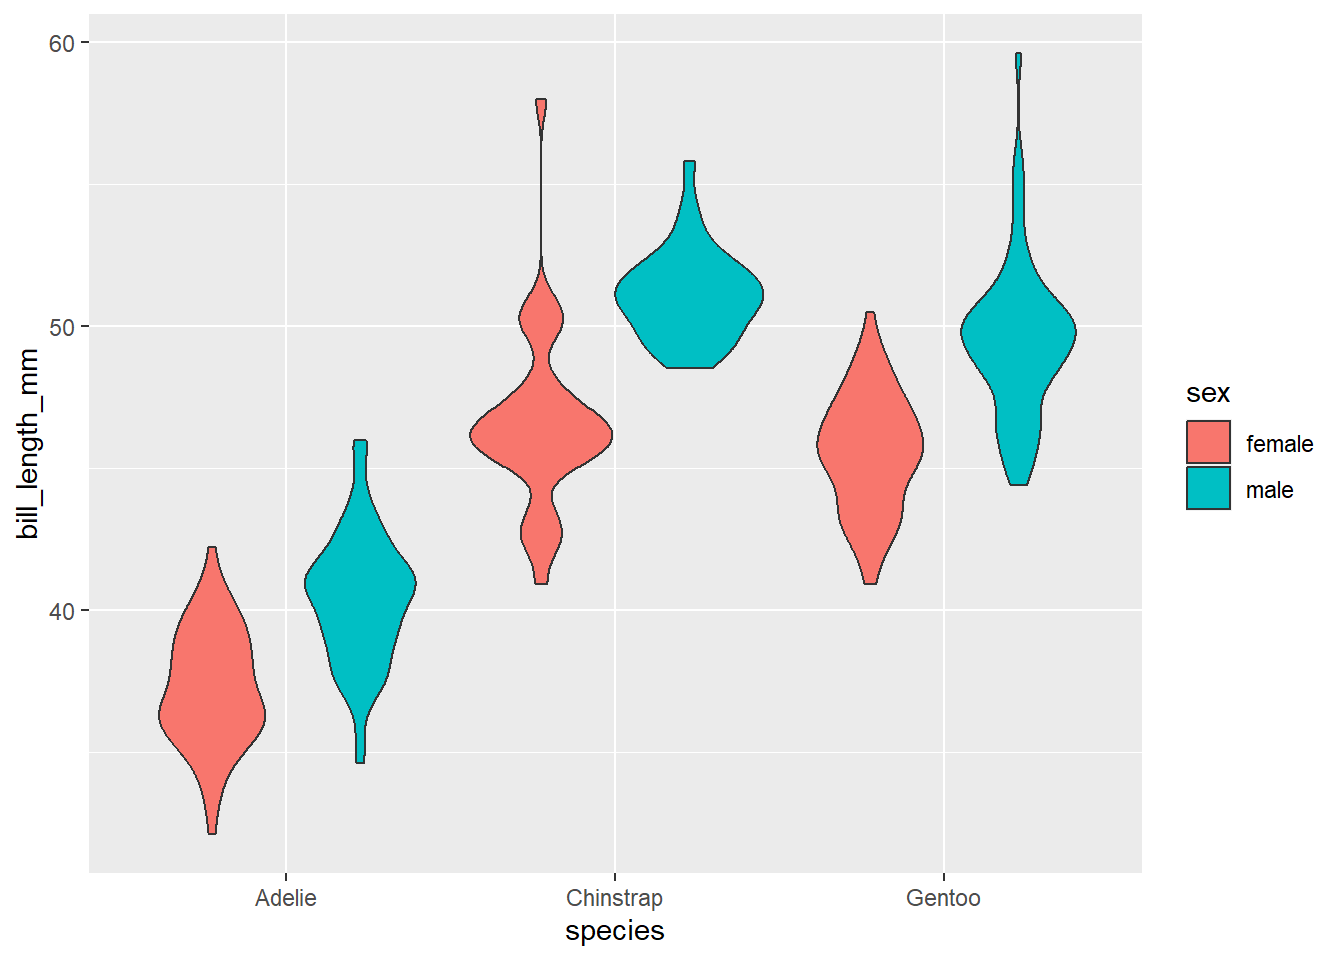 60
50
40
bill_length_mm
Adelie
Chinstrap
Gentoo
species
sex
female
male